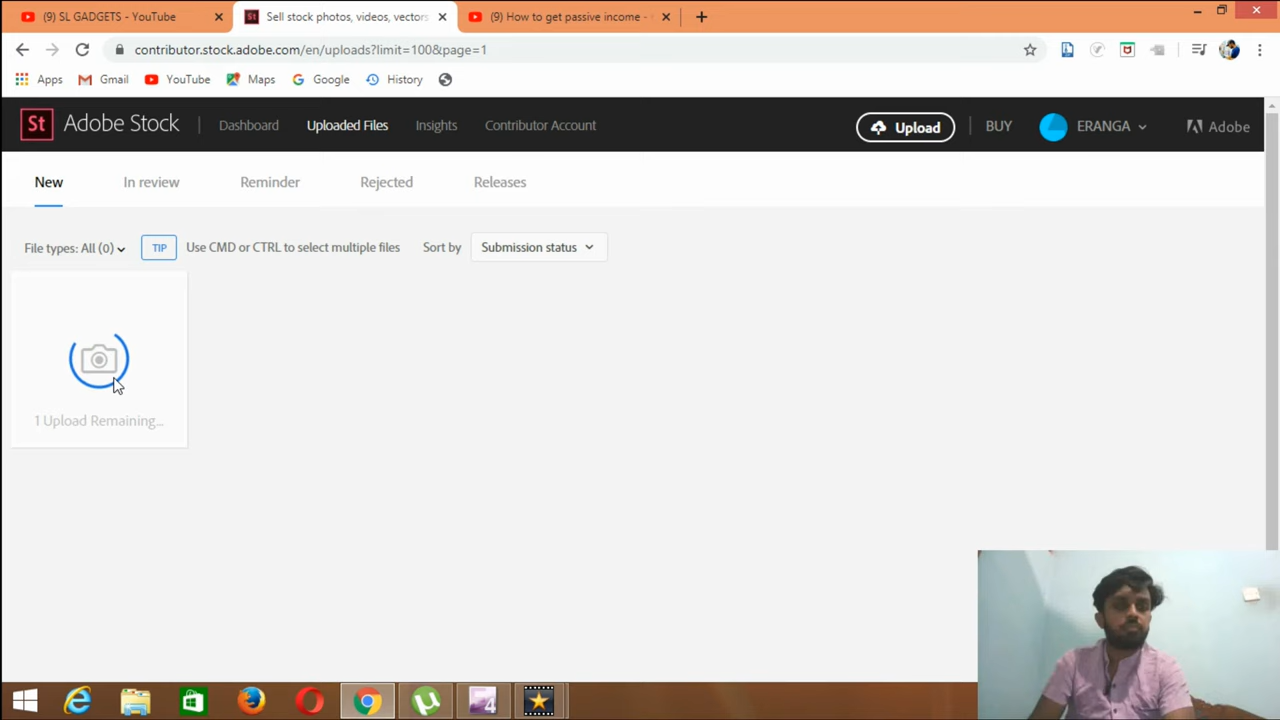 (9) SL GADGETS - YouTube
Sell stock photos, videos, vectors
(9) How to get passive income -
contributor.stock.adobe.com/en/uploads?limit=100&page=1
Apps Gmail YouTube Maps Google History
St Adobe Stock Dashboard Uploaded Files Insights Contributor Account Upload BUY ERANGA Adobe
New In review Reminder Rejected Releases
File types: All (0) TIP Use CMD or CTRL to select multiple files Sort by Submission status
1 Upload Remaining...
4